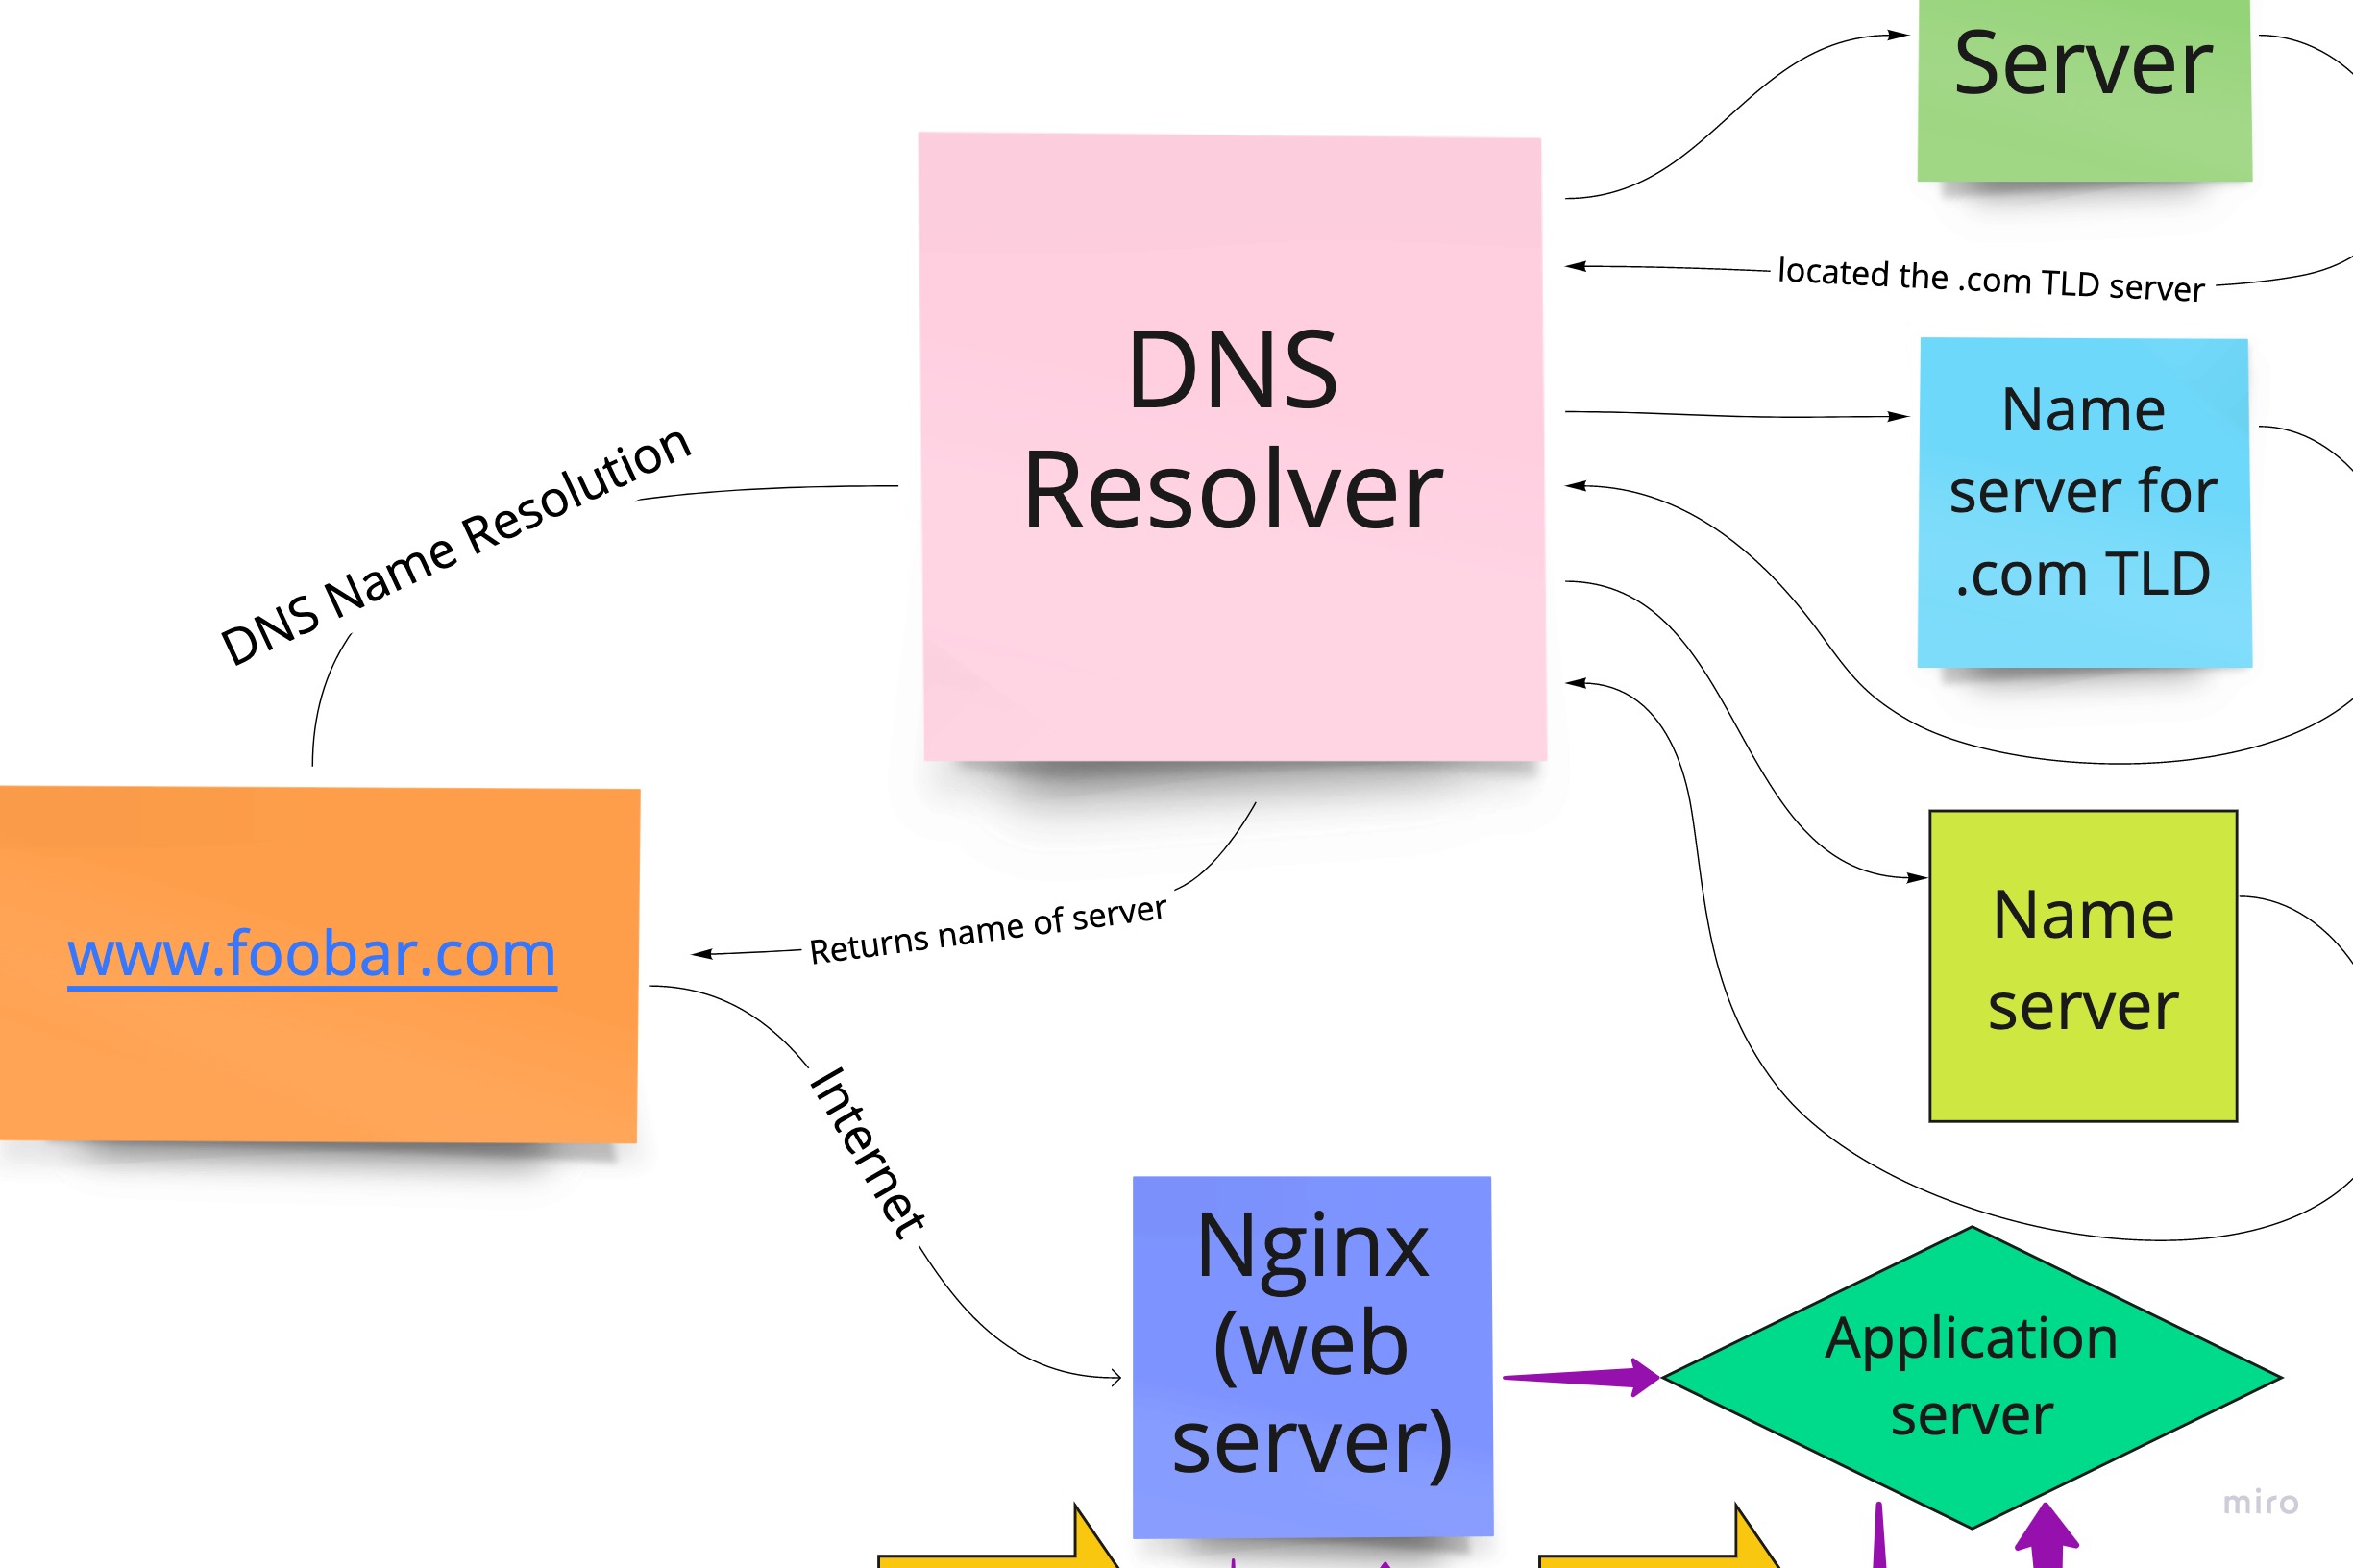 Server
located the .com TLD server
DNS
Resolver
Name
server for
.com TLD
DNS Name Resolution
Name
server
Returns name of server
www.foobar.com
Internet
Nginx
(web
server)
Application
server
miro